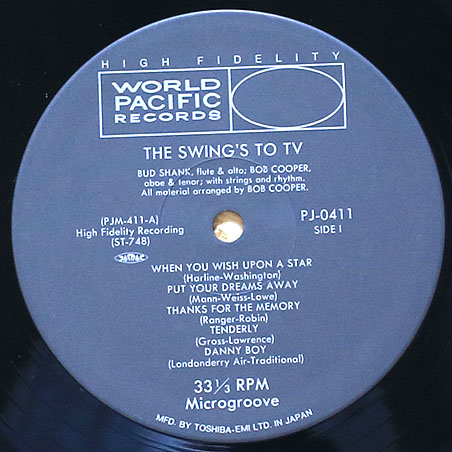 HIGH FIDELITY
WORLD
PACIFIC
RECORDS
THE SWING'S TO TV
BUD SHANK, flute & alto; BOB COOPER,
oboe & tenor; with strings and rhythm.
All material arranged by BOB COOPER.
(PJM-411-A)
High Fidelity Recording
(ST-748)
PJ-0411
SIDE I
WHEN YOU WISH UPON A STAR
(Harline-Washington)
PUT YOUR DREAMS AWAY
(Mann-Weiss-Lowe)
THANKS FOR THE MEMORY
(Ranger-Robin)
TENDERLY
(Gross-Lawrence)
DANNY BOY
(Londonderry Air-Traditional)
33 1/3 RPM
Microgroove
MFD. BY TOSHIBA-EMI LTD. IN JAPAN